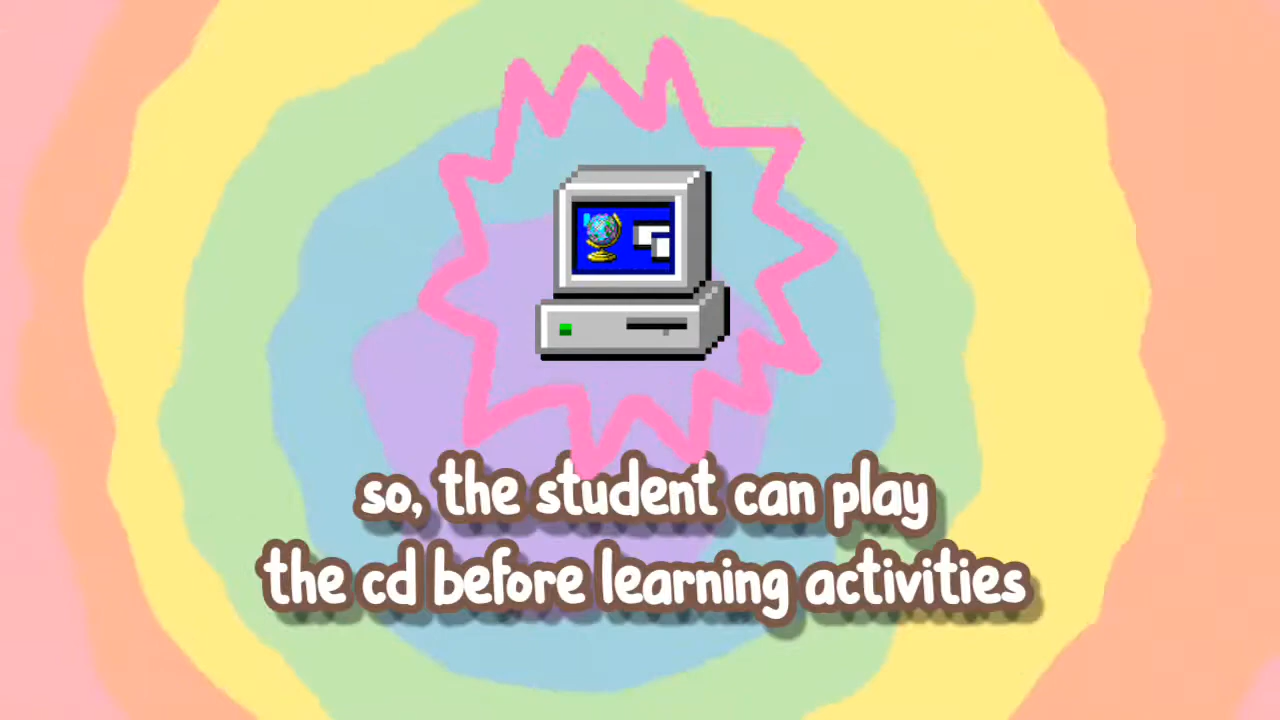 so, the student can play
the cd before learning activities